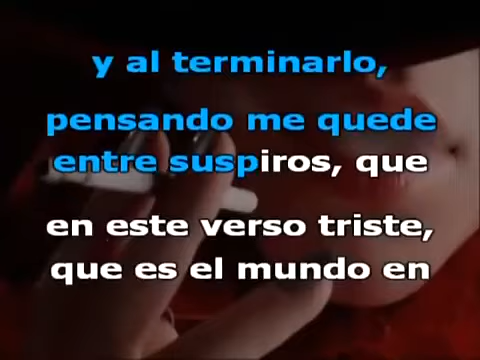 y al terminarlo,
pensando me quede
entre suspiros, que
en este verso triste,
que es el mundo en